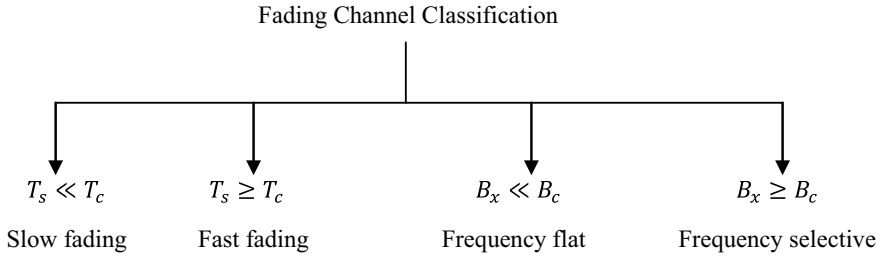 Fading Channel Classification
T_s ≪ T_c T_s ≥ T_c B_x ≪ B_c B_x ≥ B_c
Slow fading Fast fading Frequency flat Frequency selective